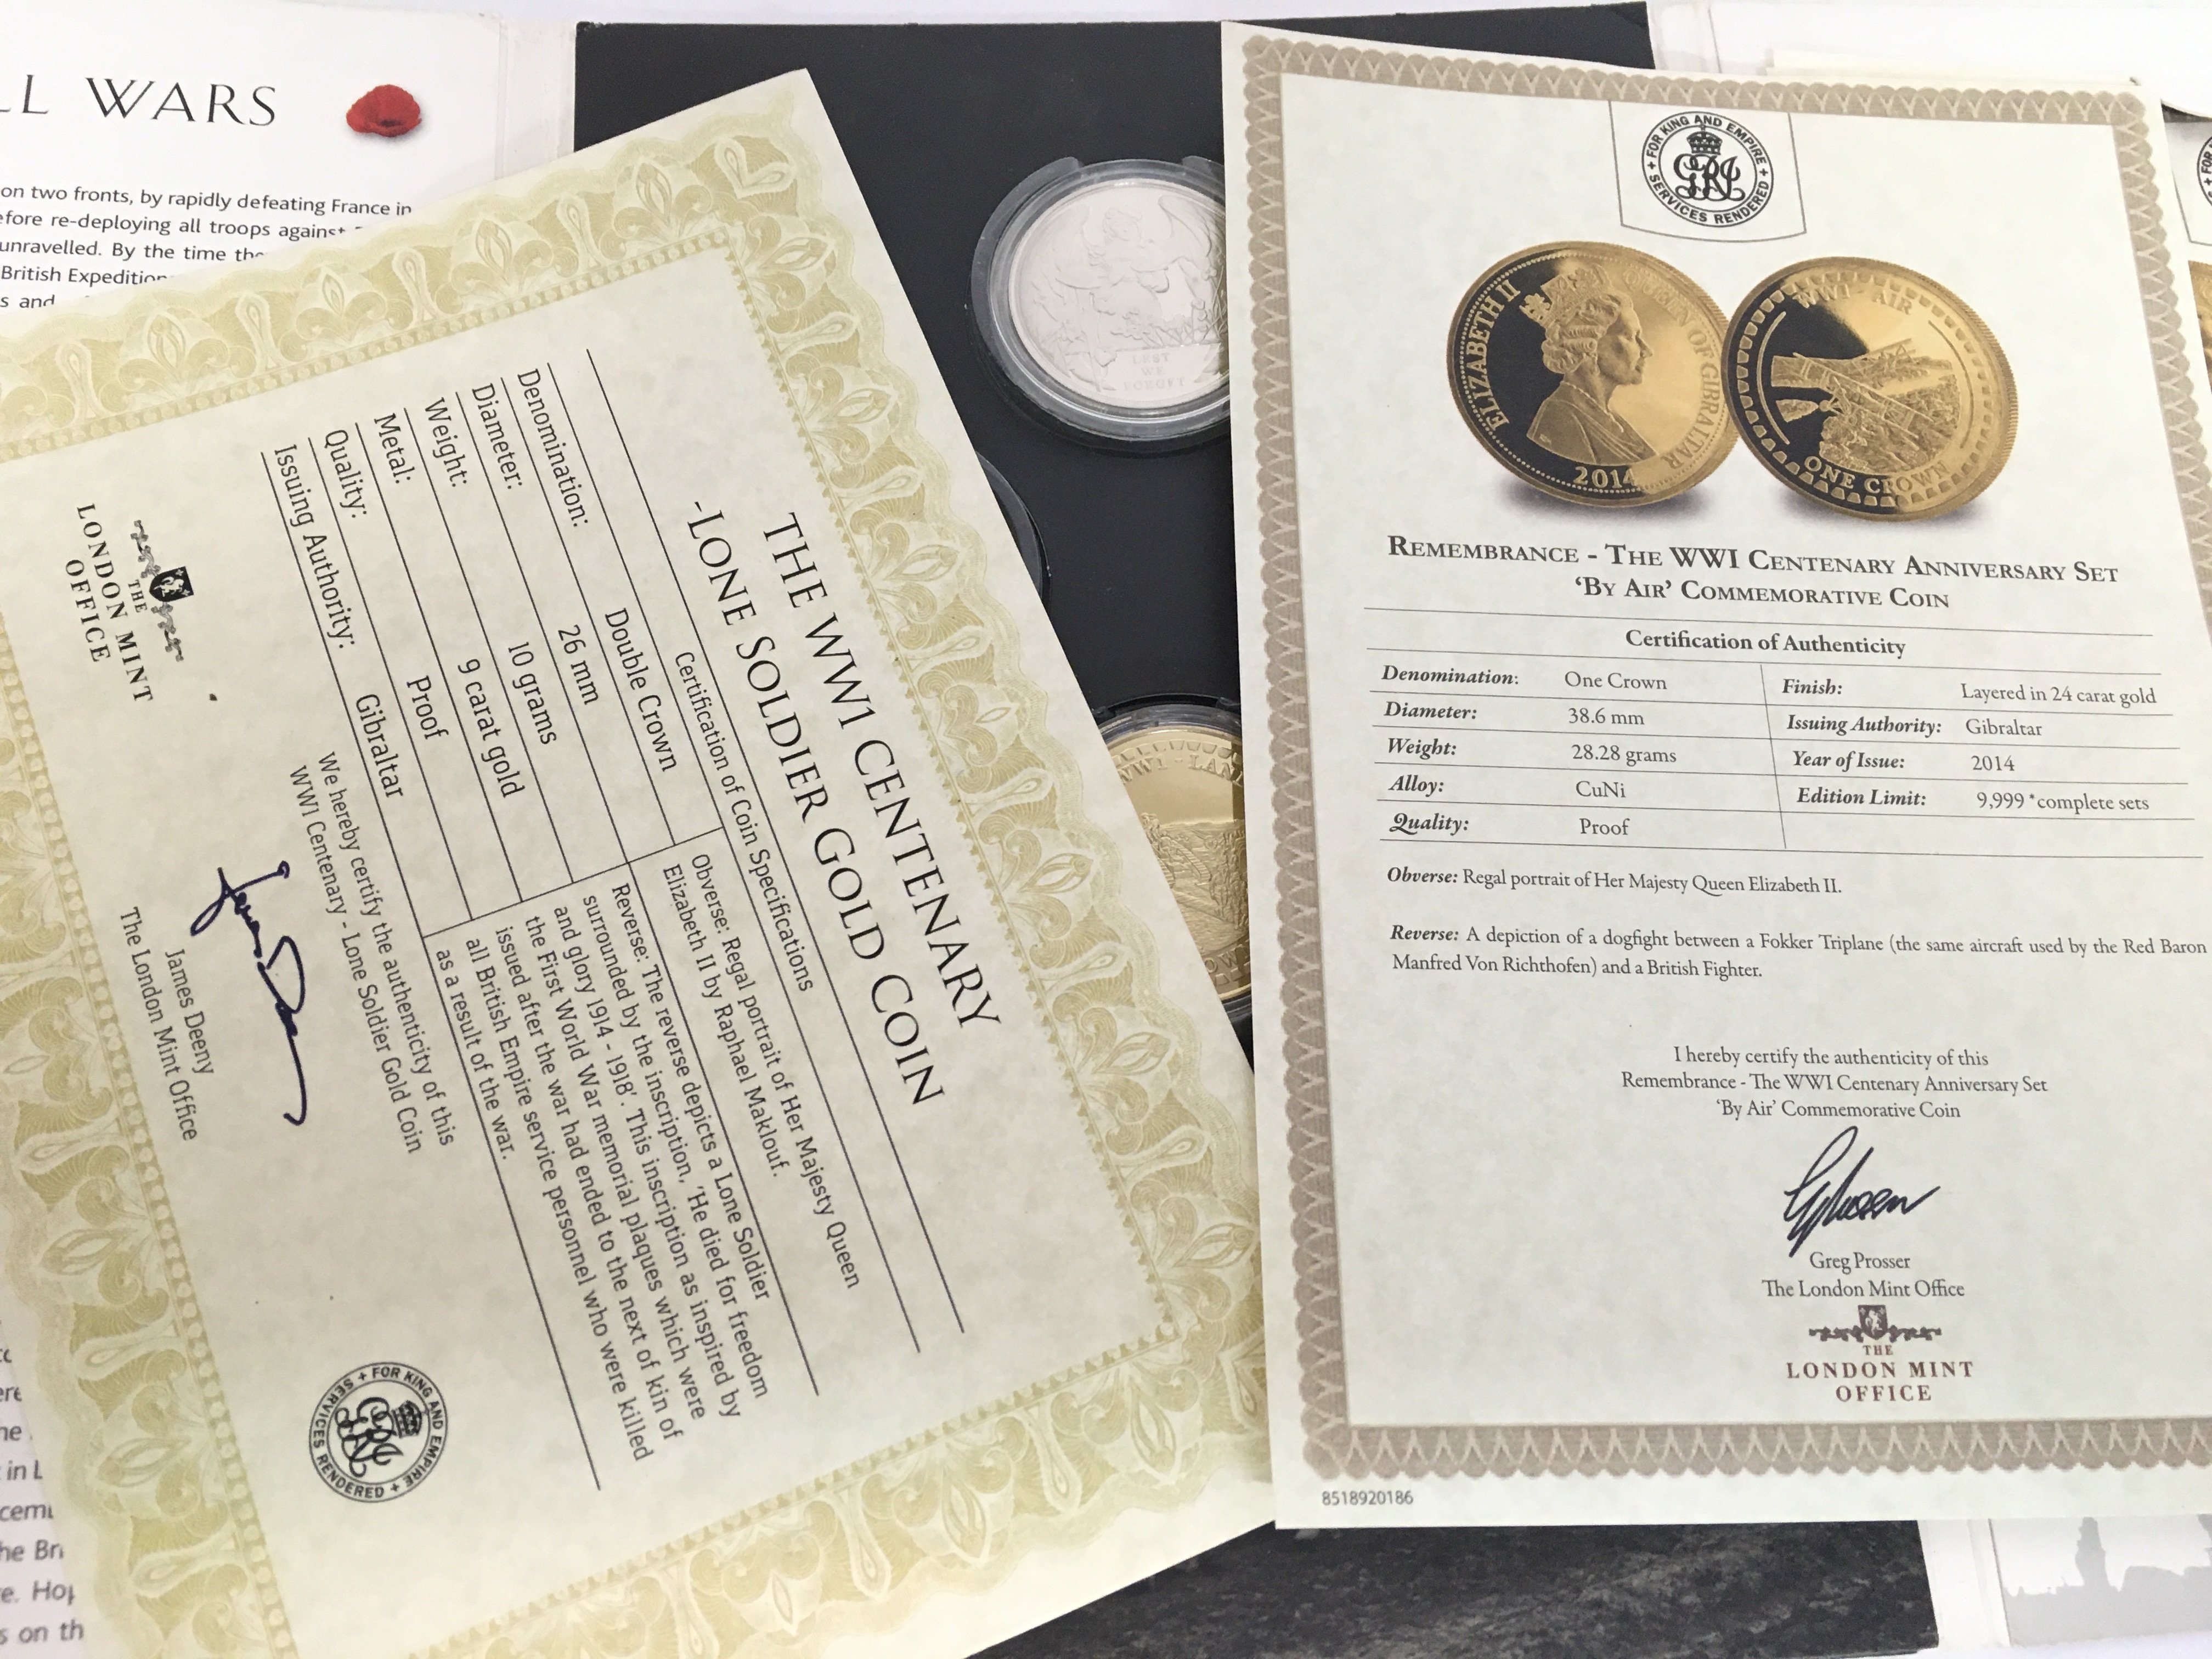 WARS
on two fronts, by rapidly defeating France in
re-deploying all troops against
unravelled. By the time
British
s and
THE WW1 CENTENARY
-LONE SOLDIER GOLD COIN
Certification of Coin Specifications
Denomination: Double Crown
Diameter: 26 mm
Weight: 10 grams
Metal: 9 carat gold
Quality: Proof
Issuing Authority: Gibraltar
Obverse: Regal portrait of Her Majesty Queen
Elizabeth II by Raphael Maklouf.
Reverse: The reverse depicts a Lone Soldier
surrounded by the inscription, 'He died for freedom
and glory 1914 - 1918'. This inscription as inspired by
the First World War memorial plaques which were
issued after the war had ended to the next of kin of
all British Empire service personnel who were killed
as a result of the war.
We hereby certify the authenticity of this
WW1 Centenary - Lone Soldier Gold Coin
James Deeny
The London Mint Office
THE
LONDON MINT
OFFICE
+ FOR KING AND EMPIRE + SERVICES RENDERED
in L
on th
LEST
WE
FORGET
WW1 - LAND
+ FOR KING AND EMPIRE + SERVICES RENDERED
ELIZABETH II QUEEN OF GIBRALTAR
2014
WW1 - AIR
ONE CROWN
REMEMBRANCE - THE WWI CENTENARY ANNIVERSARY SET
'BY AIR' COMMEMORATIVE COIN
Certification of Authenticity
Denomination: One Crown Finish: Layered in 24 carat gold
Diameter: 38.6 mm Issuing Authority: Gibraltar
Weight: 28.28 grams Year of Issue: 2014
Alloy: CuNi Edition Limit: 9,999 *complete sets
Quality: Proof
Obverse: Regal portrait of Her Majesty Queen Elizabeth II.
Reverse: A depiction of a dogfight between a Fokker Triplane (the same aircraft used by the Red Baron
Manfred Von Richthofen) and a British Fighter.
I hereby certify the authenticity of this
Remembrance - The WWI Centenary Anniversary Set
'By Air' Commemorative Coin
Greg Prosser
The London Mint Office
THE
LONDON MINT
OFFICE
8518920186